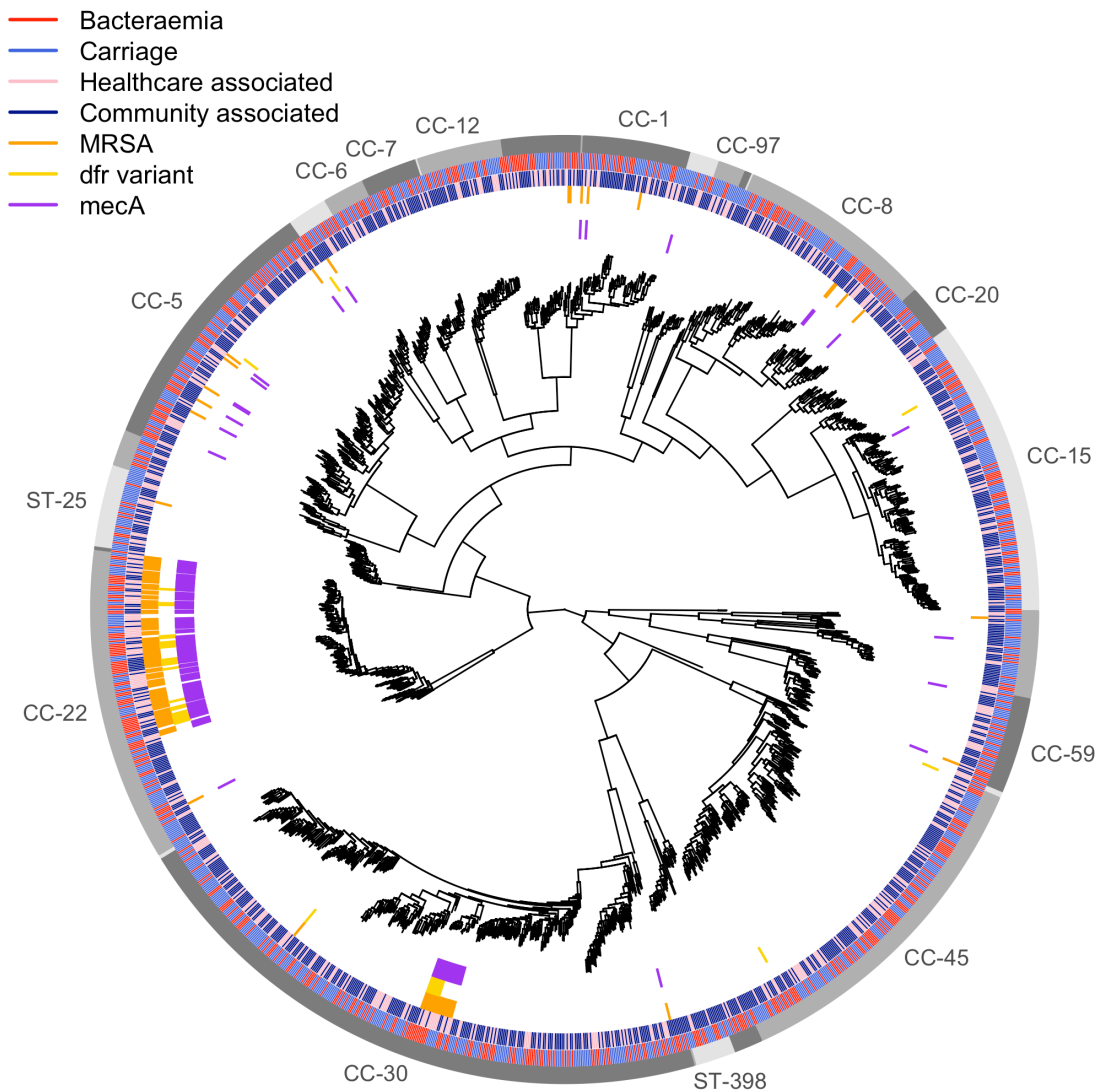 Bacteraemia
Carriage
Healthcare associated
Community associated
MRSA
dfr variant
mecA
CC-12
CC-1
CC-7
CC-97
CC-6
CC-8
CC-5
CC-20
CC-15
ST-25
CC-22
CC-59
CC-45
CC-30
ST-398